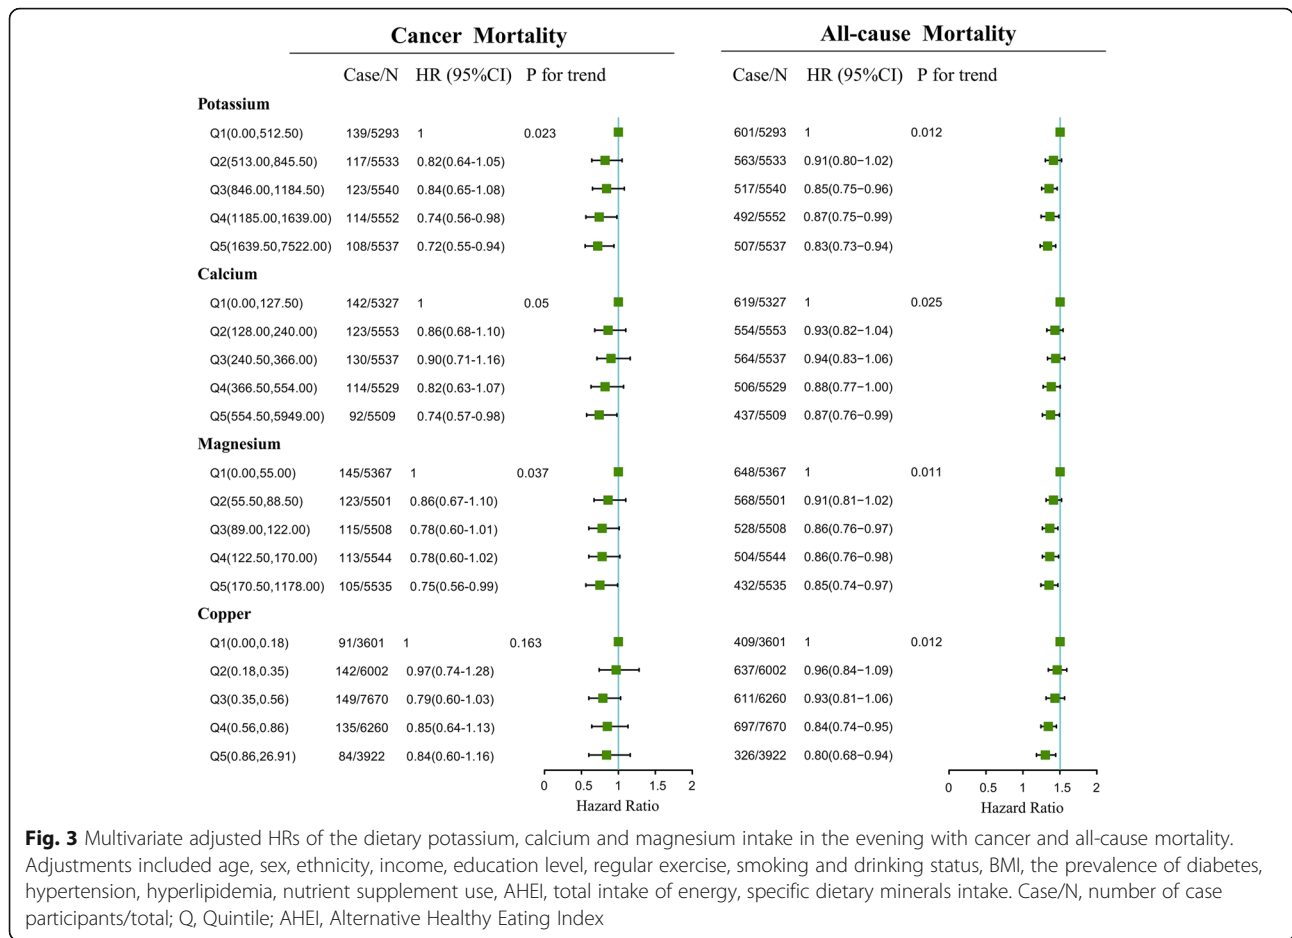 Cancer Mortality All-cause Mortality
Case/N HR (95%CI) P for trend Case/N HR (95%CI) P for trend
Potassium
Q1(0.00,512.50) 139/5293 1 0.023 601/5293 1 0.012
Q2(513.00,845.50) 117/5533 0.82(0.64-1.05) 563/5533 0.91(0.80−1.02)
Q3(846.00,1184.50) 123/5540 0.84(0.65-1.08) 517/5540 0.85(0.75−0.96)
Q4(1185.00,1639.00) 114/5552 0.74(0.56-0.98) 492/5552 0.87(0.75−0.99)
Q5(1639.50,7522.00) 108/5537 0.72(0.55-0.94) 507/5537 0.83(0.73−0.94)
Calcium
Q1(0.00,127.50) 142/5327 1 0.05 619/5327 1 0.025
Q2(128.00,240.00) 123/5553 0.86(0.68-1.10) 554/5553 0.93(0.82−1.04)
Q3(240.50,366.00) 130/5537 0.90(0.71-1.16) 564/5537 0.94(0.83−1.06)
Q4(366.50,554.00) 114/5529 0.82(0.63-1.07) 506/5529 0.88(0.77−1.00)
Q5(554.50,5949.00) 92/5509 0.74(0.57-0.98) 437/5509 0.87(0.76−0.99)
Magnesium
Q1(0.00,55.00) 145/5367 1 0.037 648/5367 1 0.011
Q2(55.50,88.50) 123/5501 0.86(0.67-1.10) 568/5501 0.91(0.81−1.02)
Q3(89.00,122.00) 115/5508 0.78(0.60-1.01) 528/5508 0.86(0.76−0.97)
Q4(122.50,170.00) 113/5544 0.78(0.60-1.02) 504/5544 0.86(0.76−0.98)
Q5(170.50,1178.00) 105/5535 0.75(0.56-0.99) 432/5535 0.85(0.74−0.97)
Copper
Q1(0.00,0.18) 91/3601 1 0.163 409/3601 1 0.012
Q2(0.18,0.35) 142/6002 0.97(0.74-1.28) 637/6002 0.96(0.84−1.09)
Q3(0.35,0.56) 149/7670 0.79(0.60-1.03) 611/6260 0.93(0.81−1.06)
Q4(0.56,0.86) 135/6260 0.85(0.64-1.13) 697/7670 0.84(0.74−0.95)
Q5(0.86,26.91) 84/3922 0.84(0.60-1.16) 326/3922 0.80(0.68−0.94)
0 0.5 1 1.5 2 0 0.5 1 1.5 2
Hazard Ratio Hazard Ratio
Fig. 3 Multivariate adjusted HRs of the dietary potassium, calcium and magnesium intake in the evening with cancer and all-cause mortality.
Adjustments included age, sex, ethnicity, income, education level, regular exercise, smoking and drinking status, BMI, the prevalence of diabetes,
hypertension, hyperlipidemia, nutrient supplement use, AHEI, total intake of energy, specific dietary minerals intake. Case/N, number of case
participants/total; Q, Quintile; AHEI, Alternative Healthy Eating Index